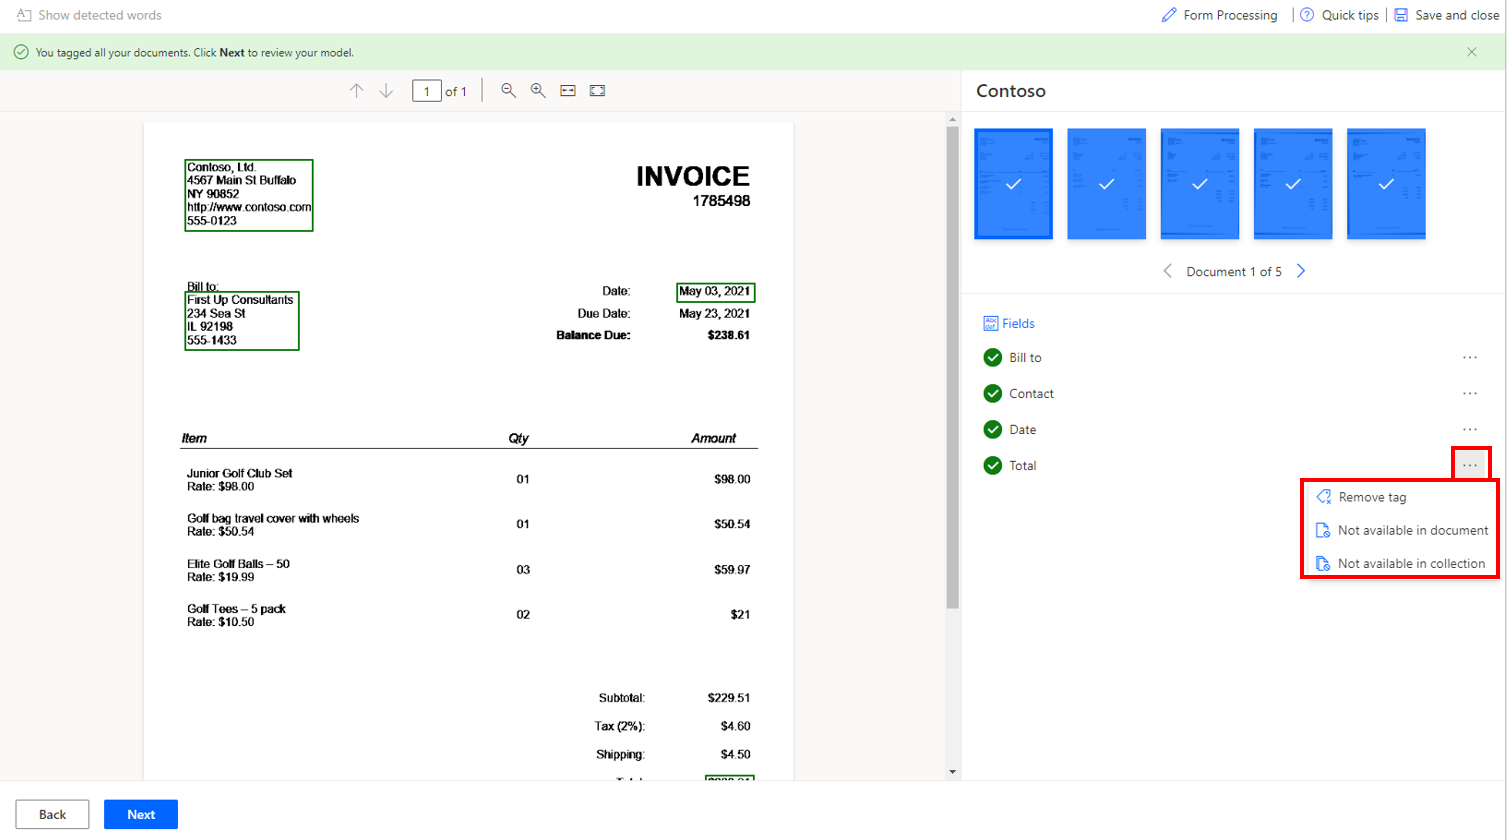 Show detected words
Form Processing
Quick tips
Save and close
You tagged all your documents. Click Next to review your model.
1 of 1
Contoso
Contoso, Ltd.
4567 Main St Buffalo
NY 90852
http://www.contoso.com
555-0123
INVOICE
1785498
Bill to:
First Up Consultants
234 Sea St
IL 92198
555-1433
Date: May 03, 2021
Due Date: May 23, 2021
Balance Due: $238.61
Item Qty Amount
Junior Golf Club Set
Rate: $98.00
01 $98.00
Golf bag travel cover with wheels
Rate: $50.54
01 $50.54
Elite Golf Balls – 50
Rate: $19.99
03 $59.97
Golf Tees – 5 pack
Rate: $10.50
02 $21
Subtotal: $229.51
Tax (2%): $4.60
Shipping: $4.50
Document 1 of 5
Fields
Bill to
Contact
Date
Total
Remove tag
Not available in document
Not available in collection
Back
Next